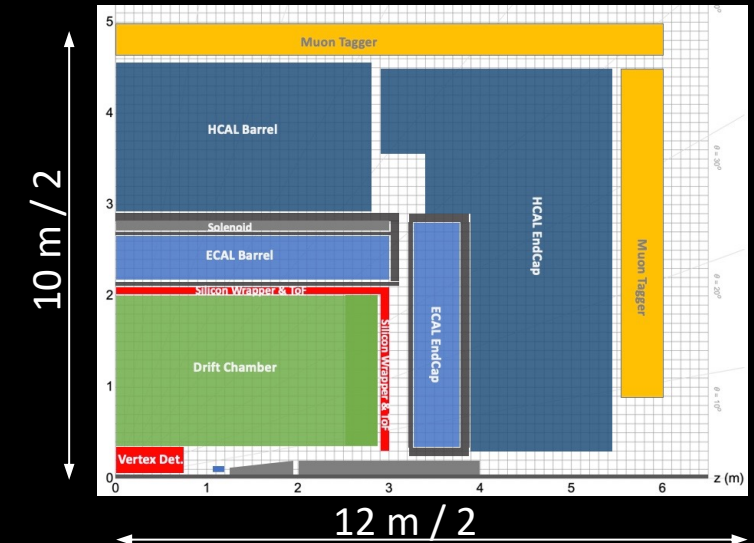 5
Muon Tagger
4
HCAL Barrel
θ = 30°
3
HCAL EndCap
Solenoid
10 m / 2
ECAL Barrel
Muon Tagger
θ = 20°
2
Silicon Wrapper & ToF
Silicon Wrapper & ToF
ECAL EndCap
Drift Chamber
1
θ = 10°
Vertex Det.
0
z (m)
0 1 2 3 4 5 6
12 m / 2